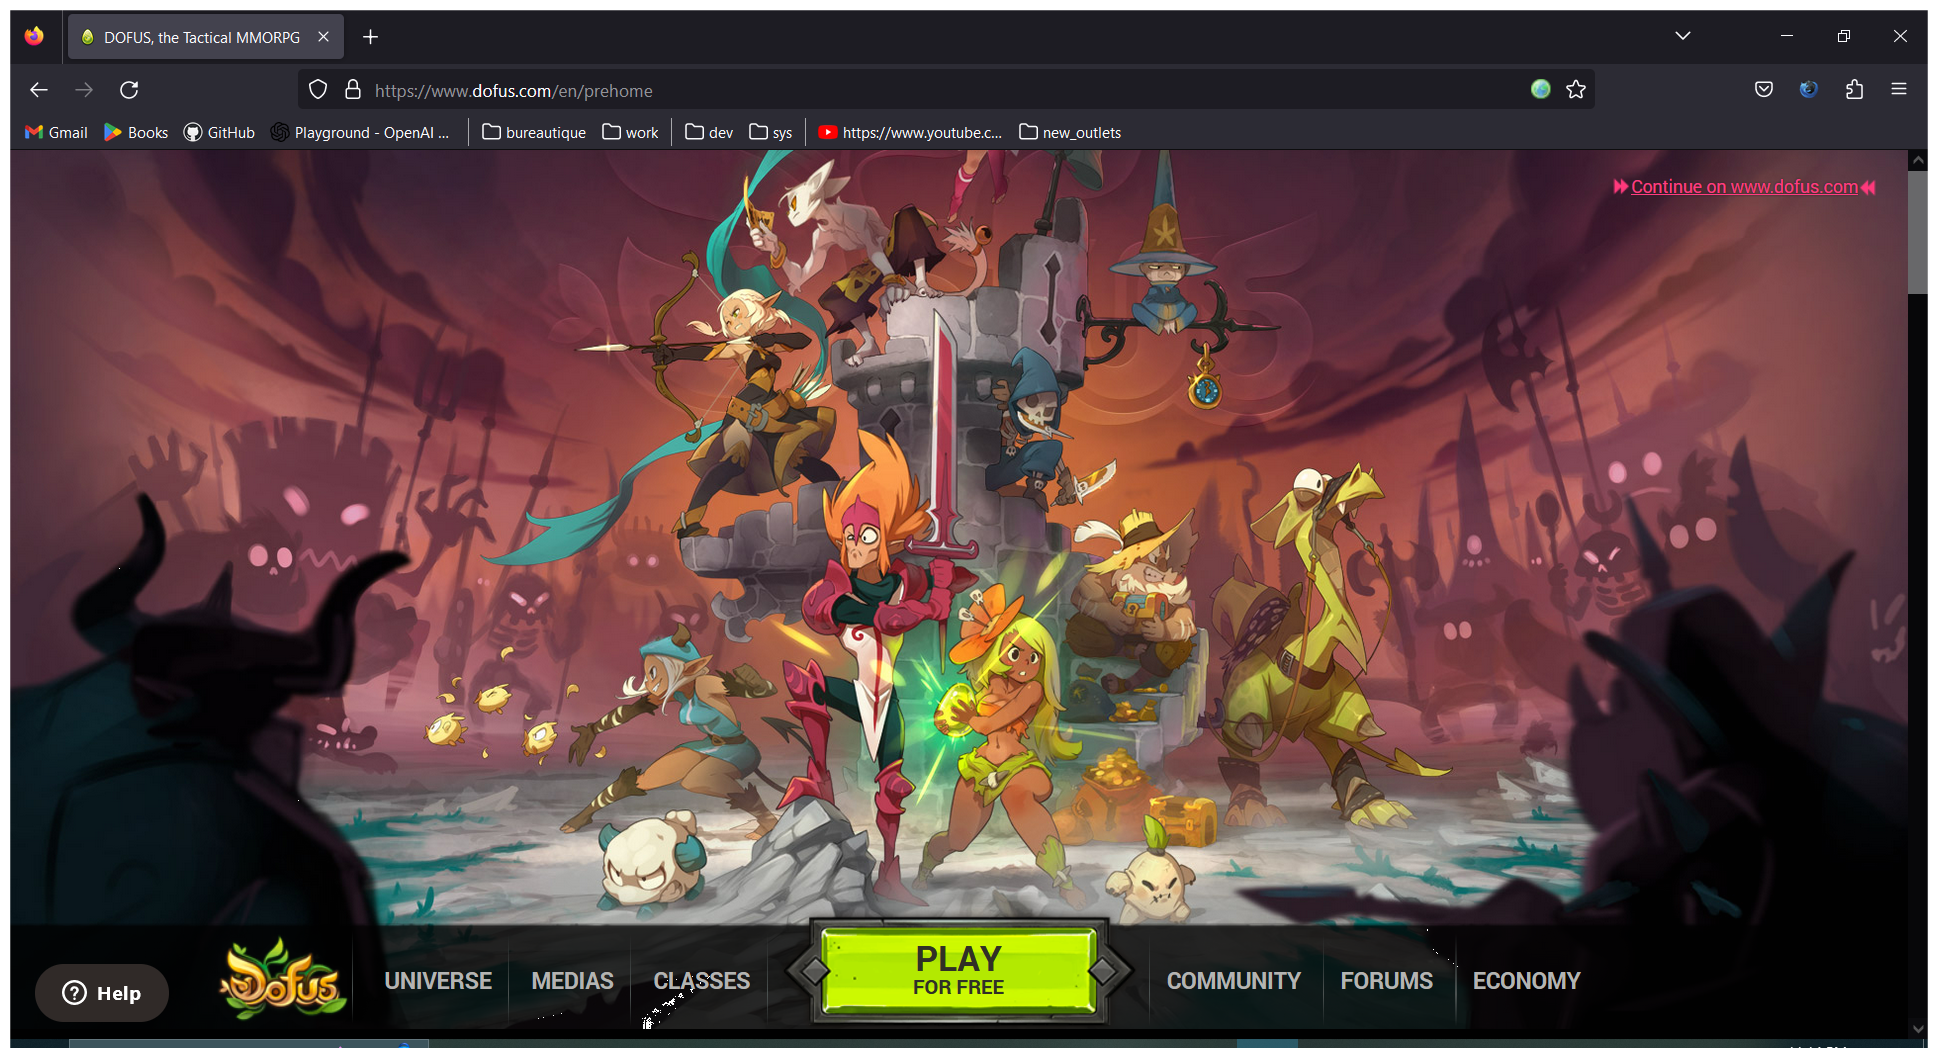 DOFUS, the Tactical MMORPG
https://www.dofus.com/en/prehome
Gmail Books GitHub Playground - OpenAI ... bureautique work dev sys https://www.youtube.c... new_outlets
Continue on www.dofus.com
Help
Dofus
UNIVERSE MEDIAS CLASSES
PLAY
FOR FREE
COMMUNITY FORUMS ECONOMY